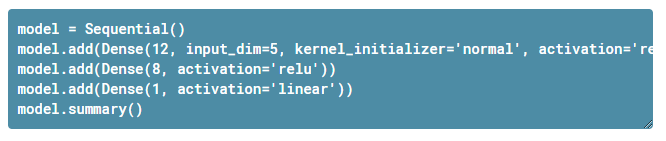 model = Sequential()
model.add(Dense(12, input_dim=5, kernel_initializer='normal', activation='re
model.add(Dense(8, activation='relu'))
model.add(Dense(1, activation='linear'))
model.summary()